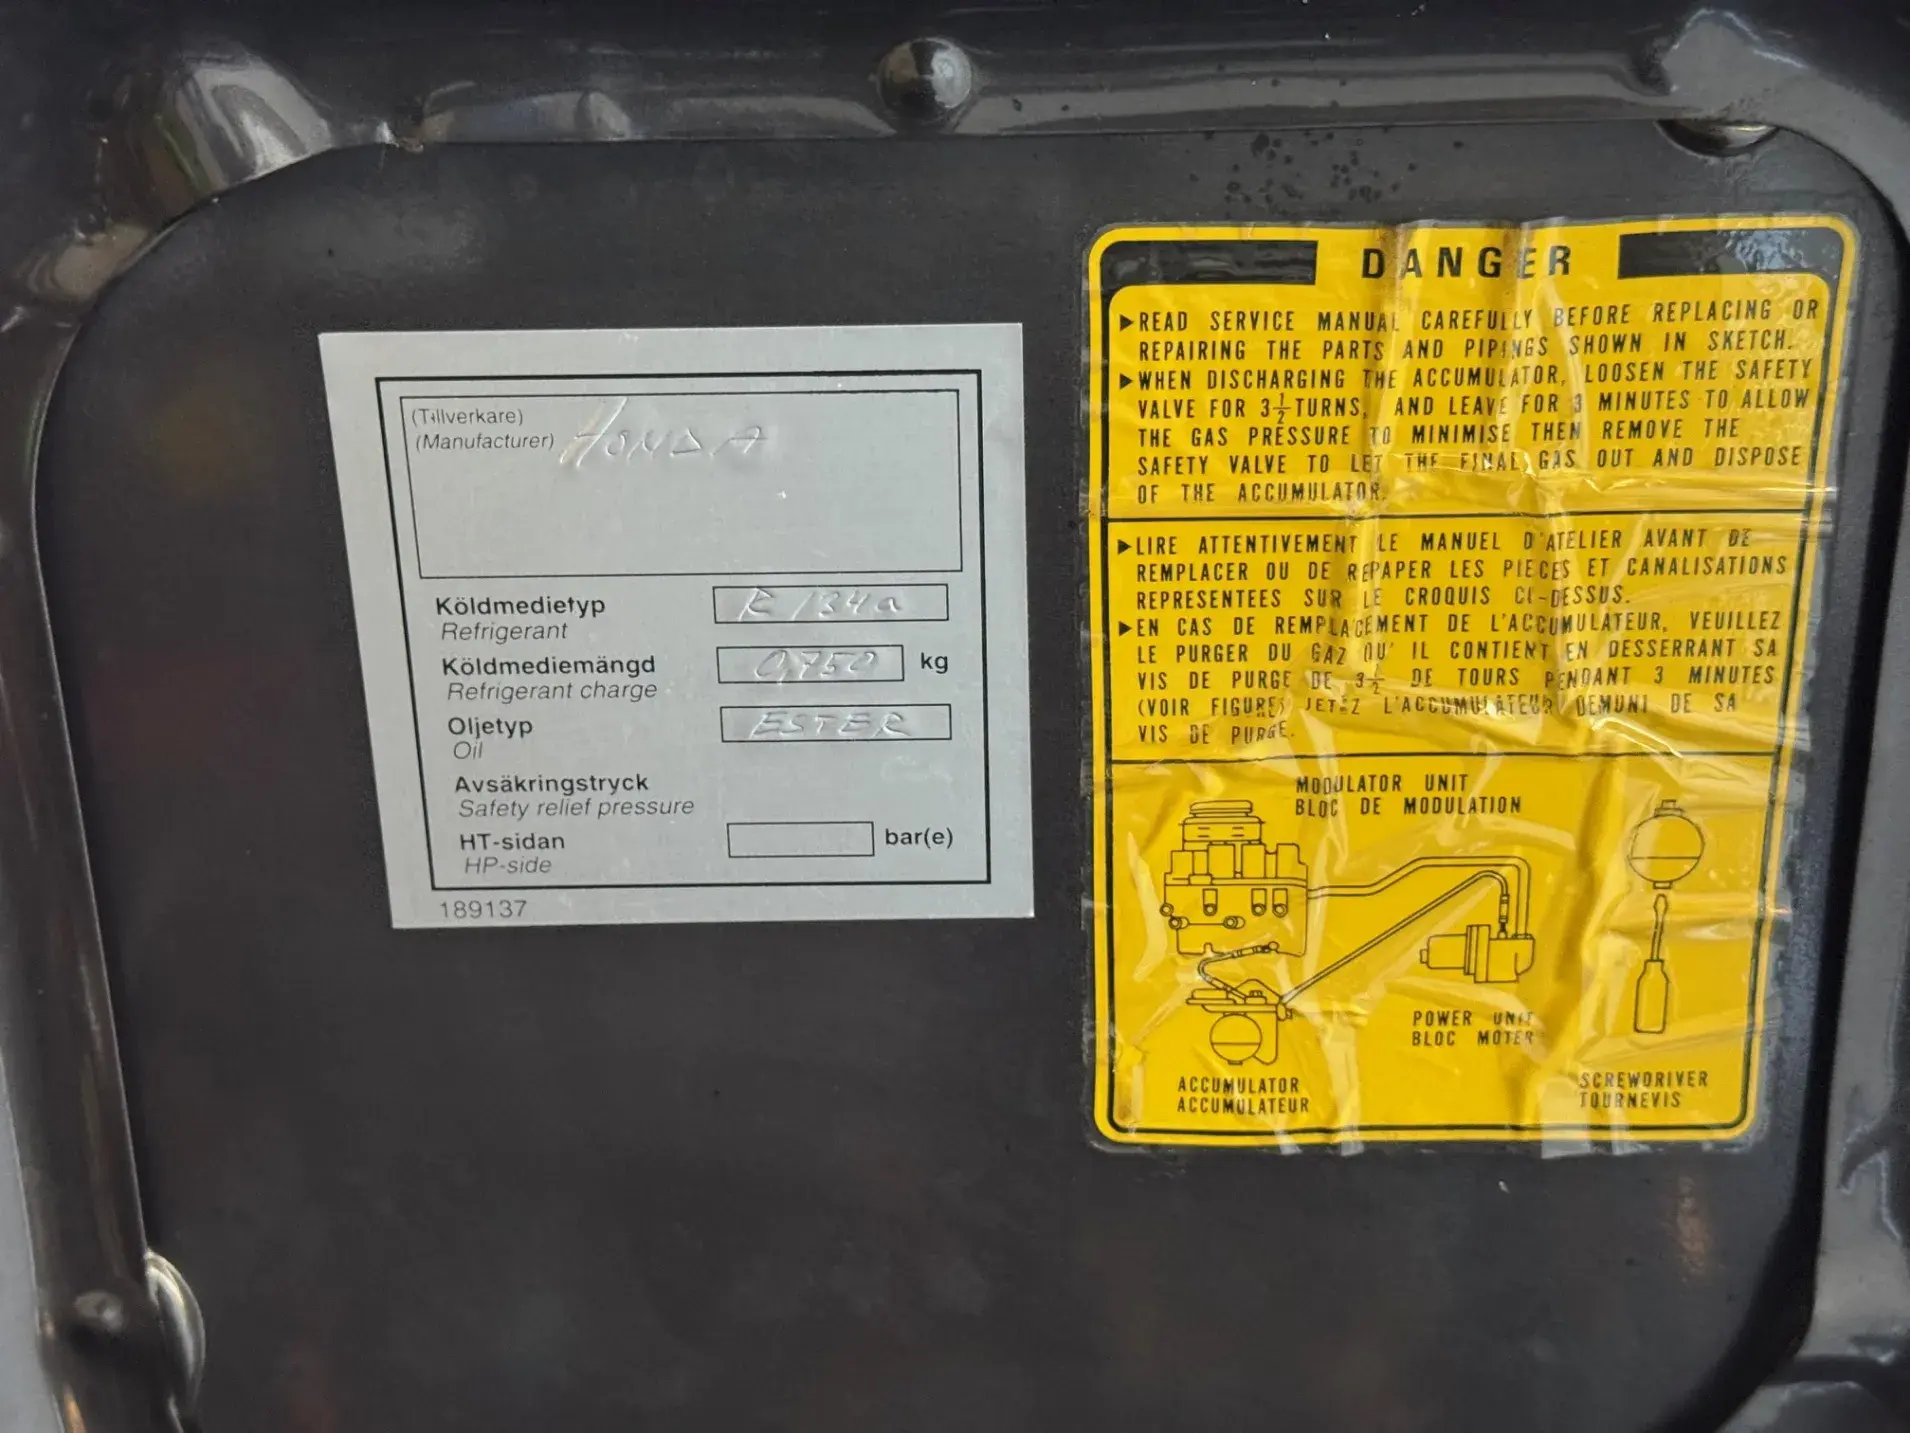 (Tillverkare)
(Manufacturer) HONDA
Köldmedietyp R 134a
Refrigerant
Köldmediemängd 0,750 kg
Refrigerant charge
Oljetyp ESTER
Oil
Avsäkringstryck
Safety relief pressure
HT-sidan bar(e)
HP-side
189137
DANGER
▶READ SERVICE MANUAL CAREFULLY BEFORE REPLACING OR
REPAIRING THE PARTS AND PIPINGS SHOWN IN SKETCH.
▶WHEN DISCHARGING THE ACCUMULATOR, LOOSEN THE SAFETY
VALVE FOR 3½ TURNS, AND LEAVE FOR 3 MINUTES TO ALLOW
THE GAS PRESSURE TO MINIMISE THEN REMOVE THE
SAFETY VALVE TO LET THE FINAL GAS OUT AND DISPOSE
OF THE ACCUMULATOR.
▶LIRE ATTENTIVEMENT LE MANUEL D'ATELIER AVANT DE
REMPLACER OU DE REPAPER LES PIECES ET CANALISATIONS
REPRESENTEES SUR LE CROQUIS CI-DESSUS.
▶EN CAS DE REMPLACEMENT DE L'ACCUMULATEUR, VEUILLEZ
LE PURGER DU GAZ QU' IL CONTIENT EN DESSERRANT SA
VIS DE PURGE DE 3½ DE TOURS PENDANT 3 MINUTES
(VOIR FIGURE) JETEZ L'ACCUMULATEUR DEMUNI DE SA
VIS DE PURGE.
MODULATOR UNIT
BLOC DE MODULATION
POWER UNIT
BLOC MOTER
ACCUMULATOR
ACCUMULATEUR
SCREWDRIVER
TOURNEVIS